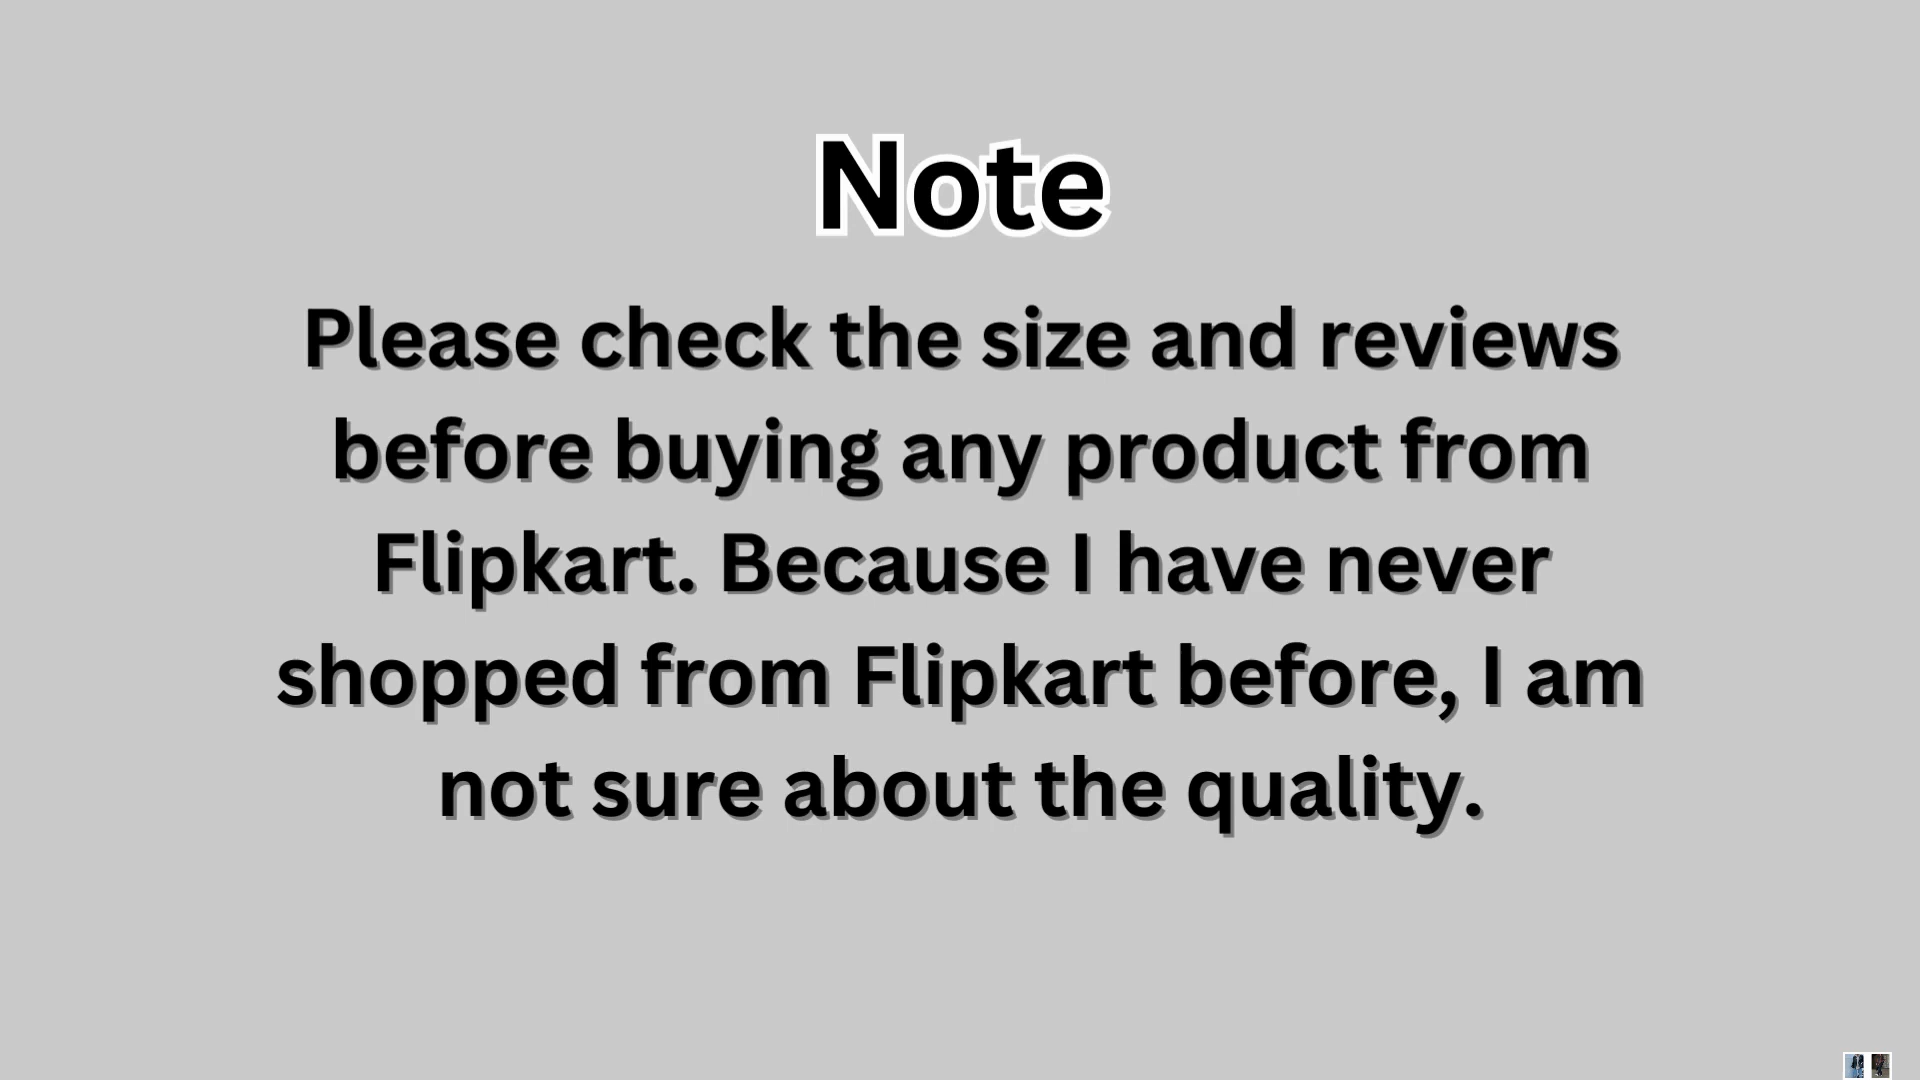 Note
Please check the size and reviews
before buying any product from
Flipkart. Because I have never
shopped from Flipkart before, I am
not sure about the quality.